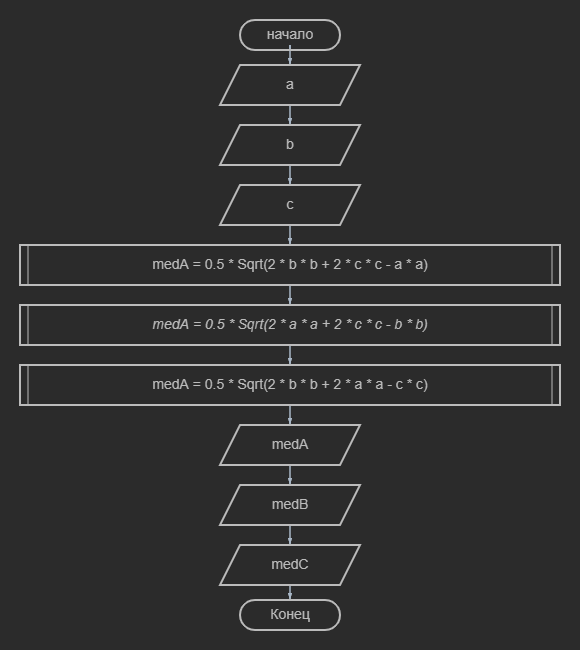 начало
a
b
c
medA = 0.5 * Sqrt(2 * b * b + 2 * c * c - a * a)
medA = 0.5 * Sqrt(2 * a * a + 2 * c * c - b * b)
medA = 0.5 * Sqrt(2 * b * b + 2 * a * a - c * c)
medA
medB
medC
Конец